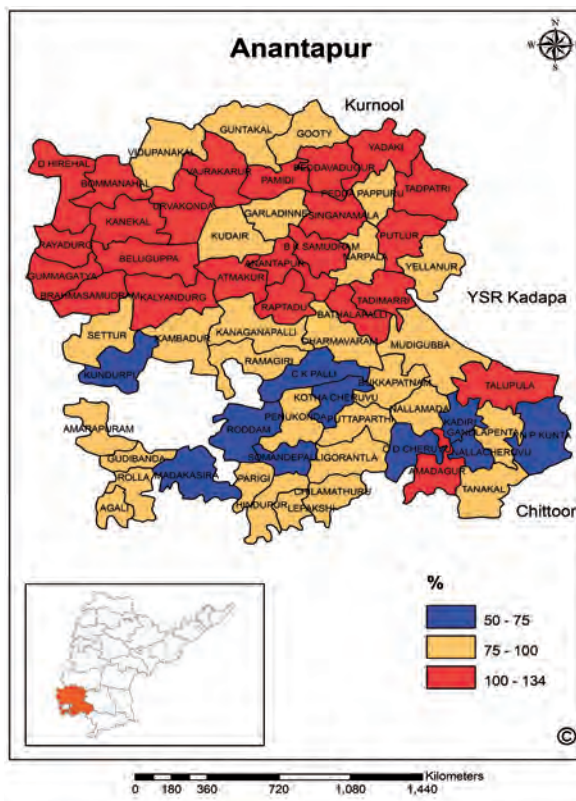 Anantapur
N
W E
S
Kurnool
GUNTAKAL
GOOTY
VIDUPANAKAL
YADAKI
D HIREHAL
VAJRAKARUR
PEDDAVADUGUR
BOMMANAHAL
PAMIDI
TADPATRI
PEDDA PAPPURU
URVAKONDA
GARLADINNE
SINGANAMALA
KANEKAL
KUDAIR
PUTLUR
RAYADURG
B K SAMUDRAM
NARPALA
BELUGUPPA
YELLANUR
ANANTAPUR
GUMMAGATYA
ATMAKUR
YSR Kadapa
BRAHMASAMUDRAM
KALYANDURG
RAPTADU
TADIMARRI
BATHALAPALLI
SETTUR
KANAGANAPALLI
KAMBADUR
DHARMAVARAM
MUDIGUBBA
RAMAGIRI
KUNDURPI
C K PALLI
BUKKAPATNAM
TALUPULA
KOTHA CHERUVU
NALLAMADA
AMARAPURAM
PENUKONDA
PUTTAPARTHI
KADIRI
RODDAM
GANDLAPENTA
N P KUNTA
GUDIBANDA
SOMANDEPALLI
GORANTLA
O D CHERUVU
NALLACHERUVU
ROLLA
MADAKASIRA
PARIGI
AMADAGUR
AGALI
CHILAMATHURU
TANAKAL
HINDUPUR
LEPAKSHI
Chittoor
%
50 - 75
75 - 100
100 - 134
©
Kilometers
0 180 360 720 1,080 1,440